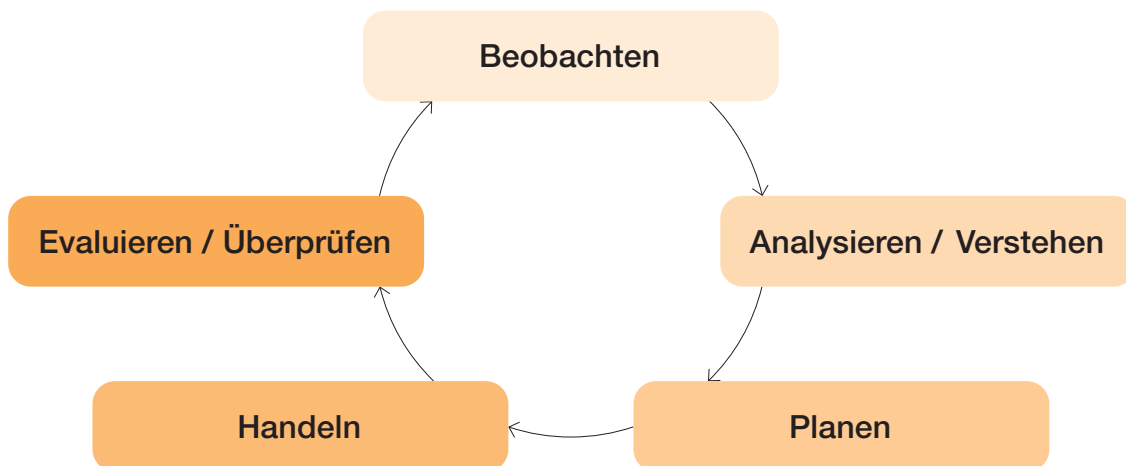 Beobachten
Evaluieren / Überprüfen
Analysieren / Verstehen
Handeln
Planen